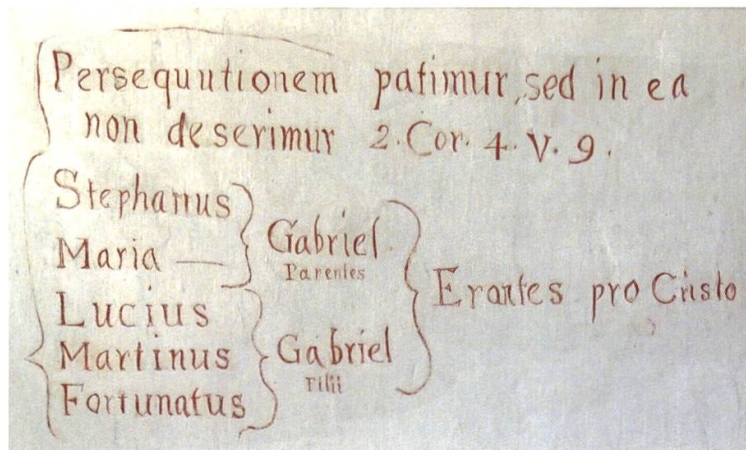 Persequutionem patimur, sed in ea
non deserimur 2. Cor. 4. V. 9.
Stephanus
Maria
Gabriel
Parentes
Lucius
Martinus
Fortunatus
Gabriel
Filii
Erantes pro Cristo